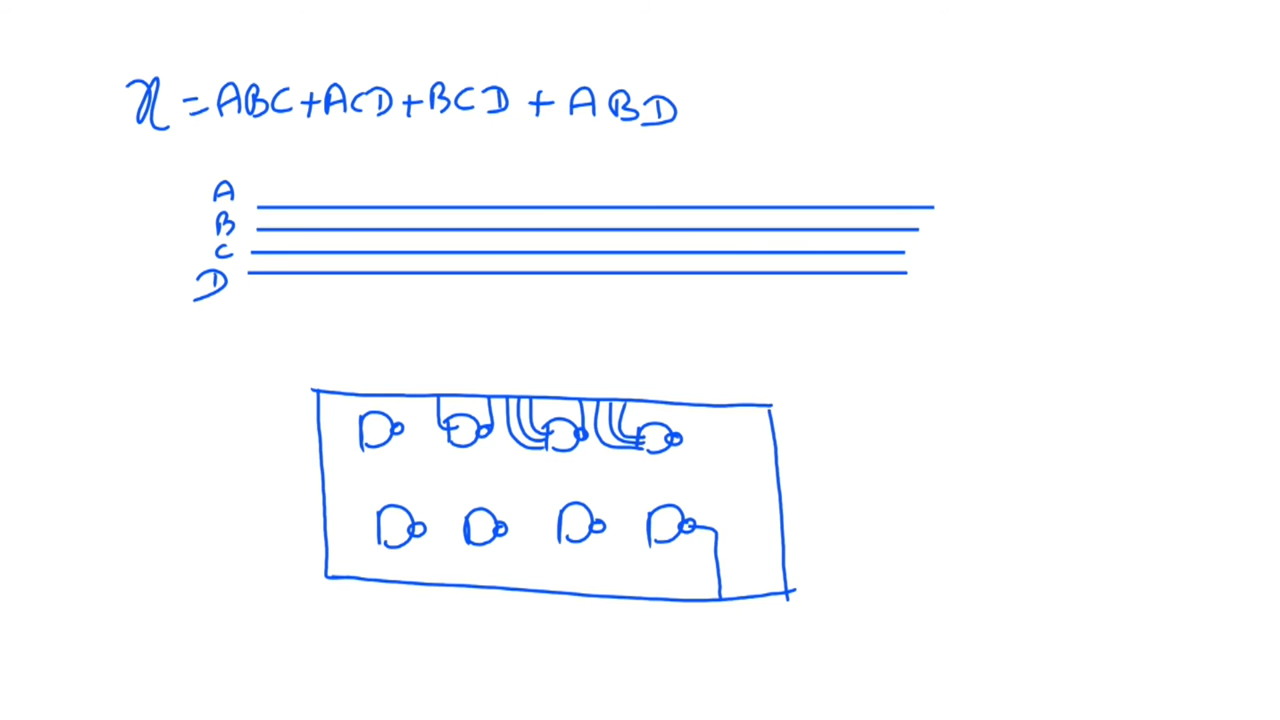 x = ABC + ACD + BCD + ABD
A
B
C
D